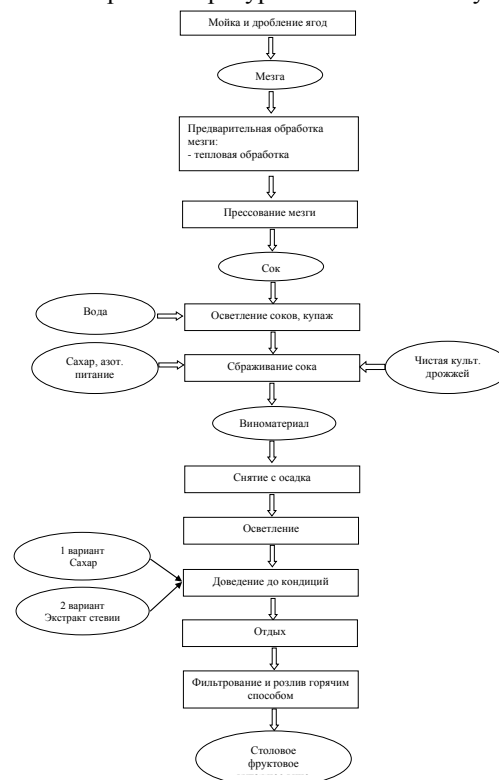 Мойка и дробление ягод
Мезга
Предварительная обработка
мезги:
- тепловая обработка
Прессование мезги
Сок
Вода
Осветление соков, купаж
Сахар, азот.
питание
Сбраживание сока
Чистая культ.
дрожжей
Виноматериал
Снятие с осадка
Осветление
1 вариант
Сахар
Доведение до кондиций
2 вариант
Экстракт стевии
Отдых
Фильтрование и розлив горячим
способом
Столовое
фруктовое